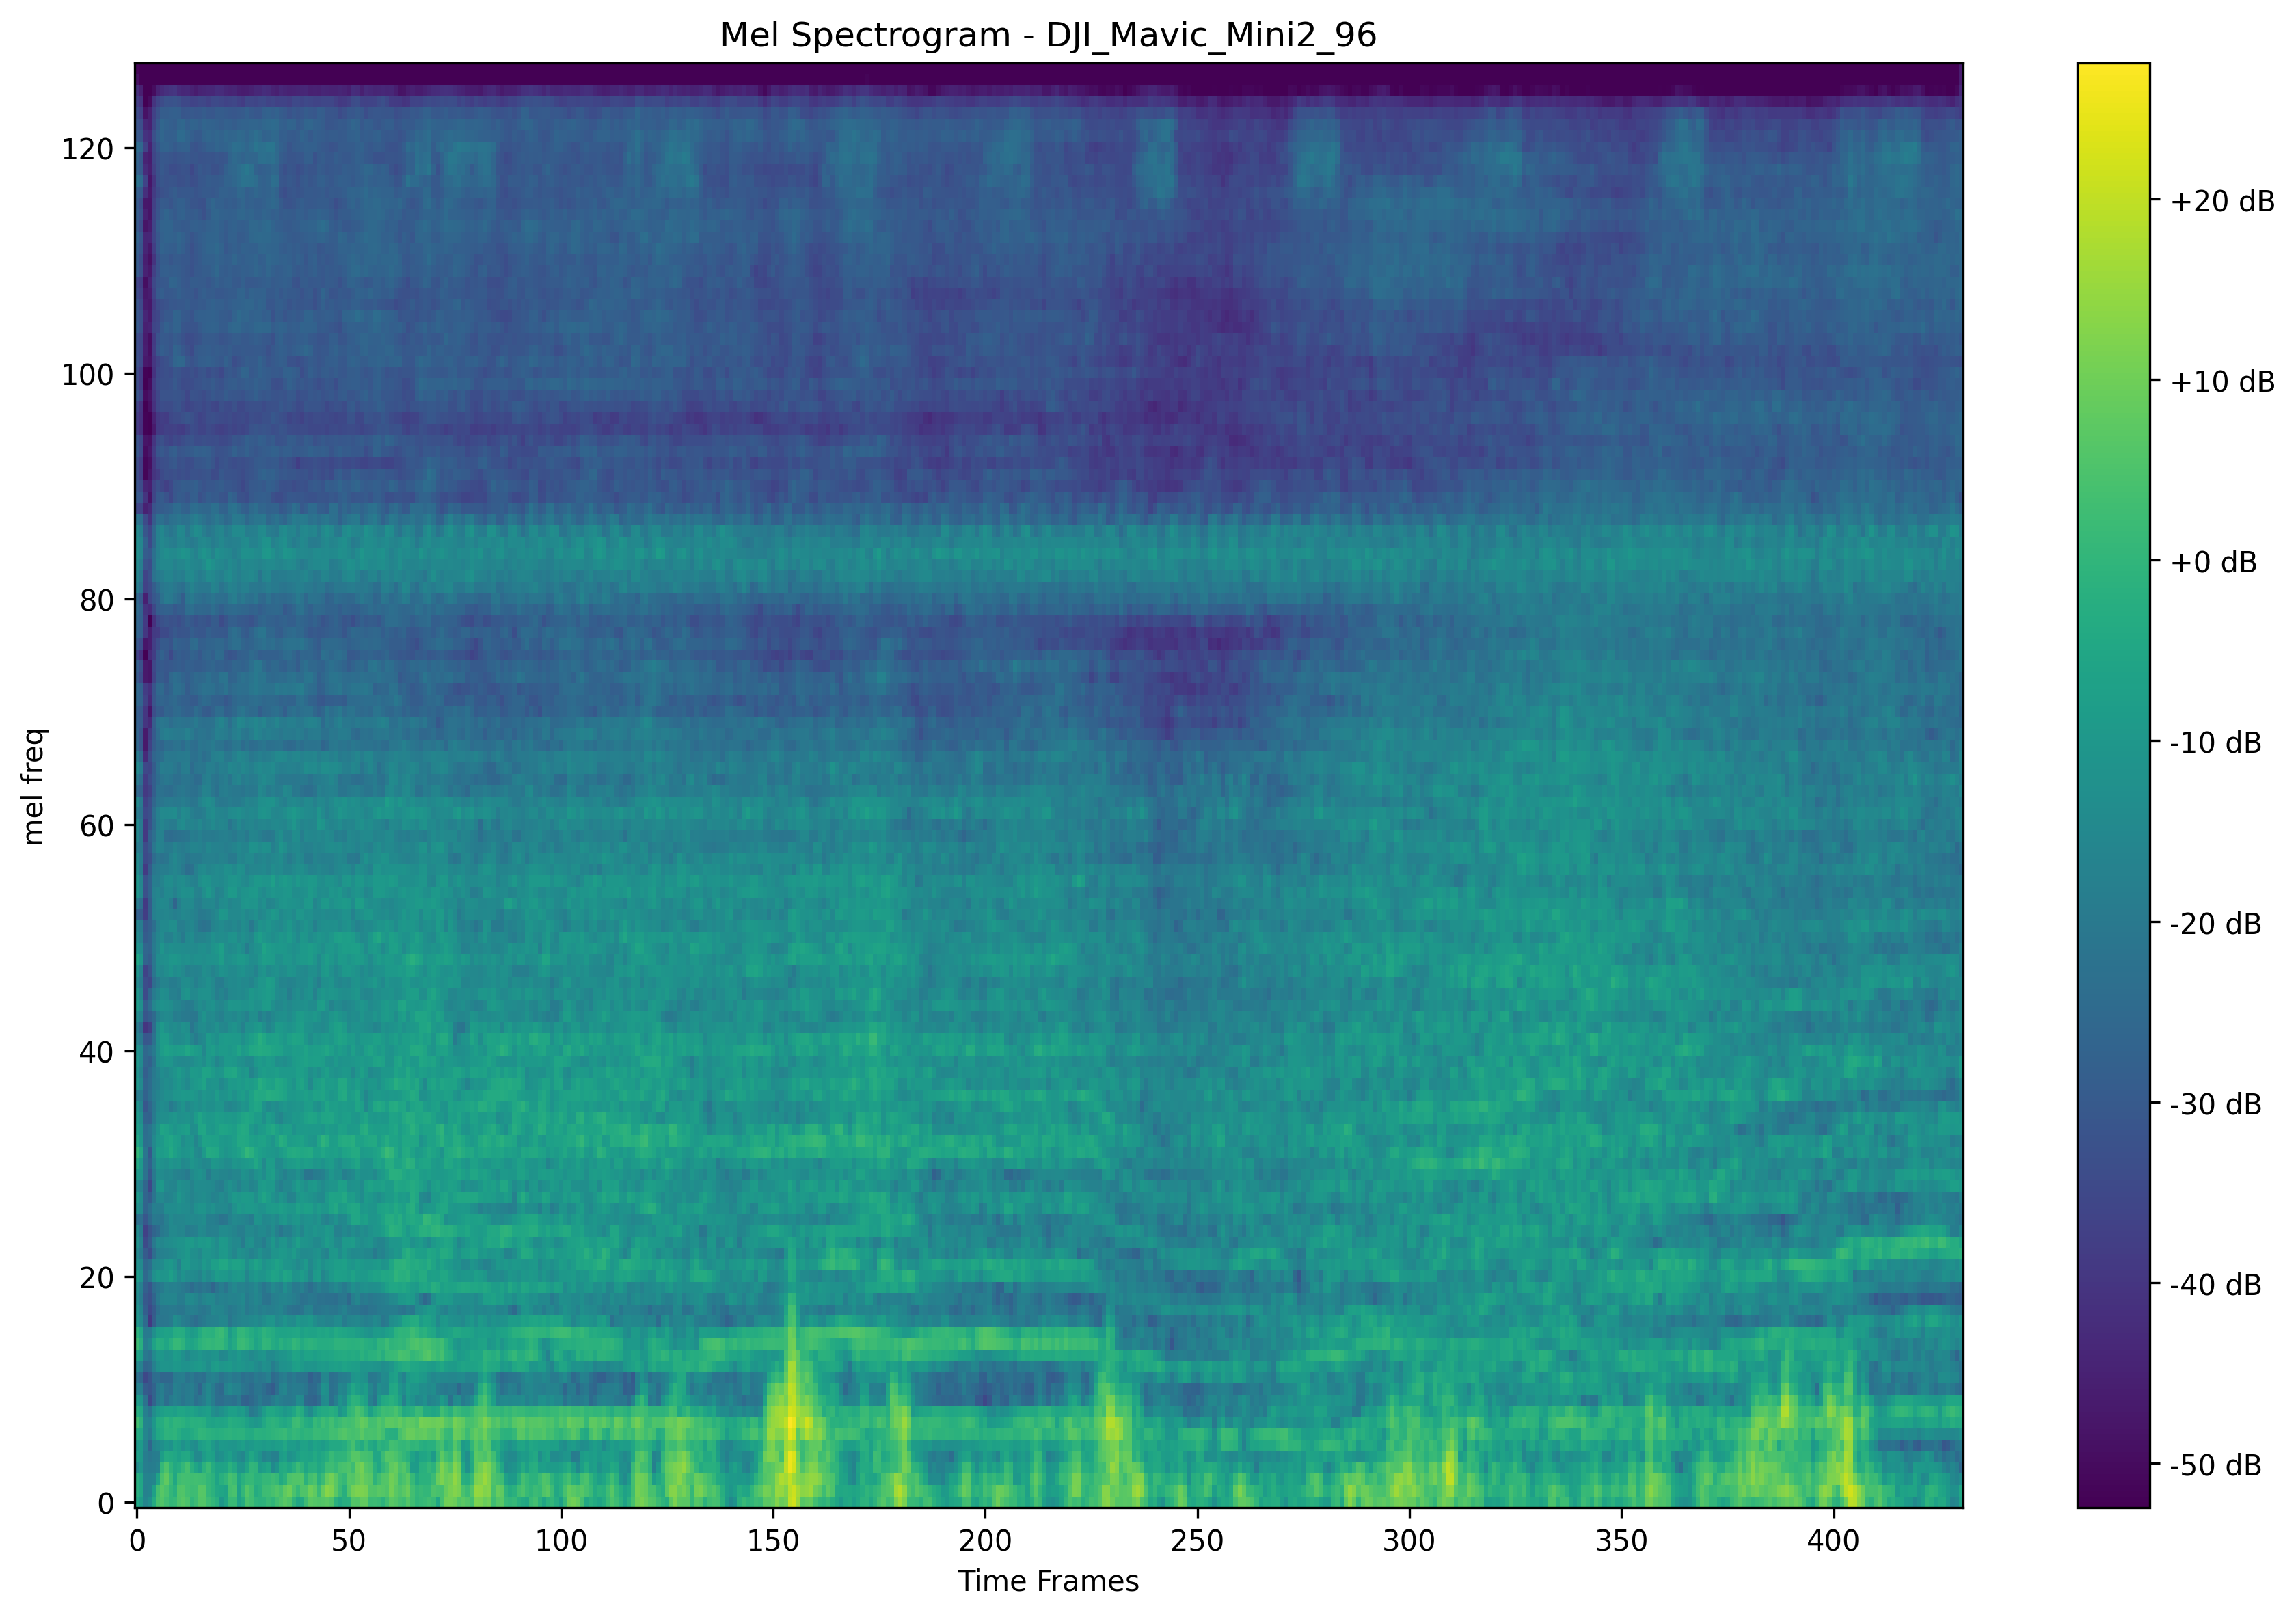 Mel Spectrogram - DJI_Mavic_Mini2_96
120
100
80
60
40
20
0
mel freq
0 50 100 150 200 250 300 350 400
Time Frames
+20 dB
+10 dB
+0 dB
-10 dB
-20 dB
-30 dB
-40 dB
-50 dB